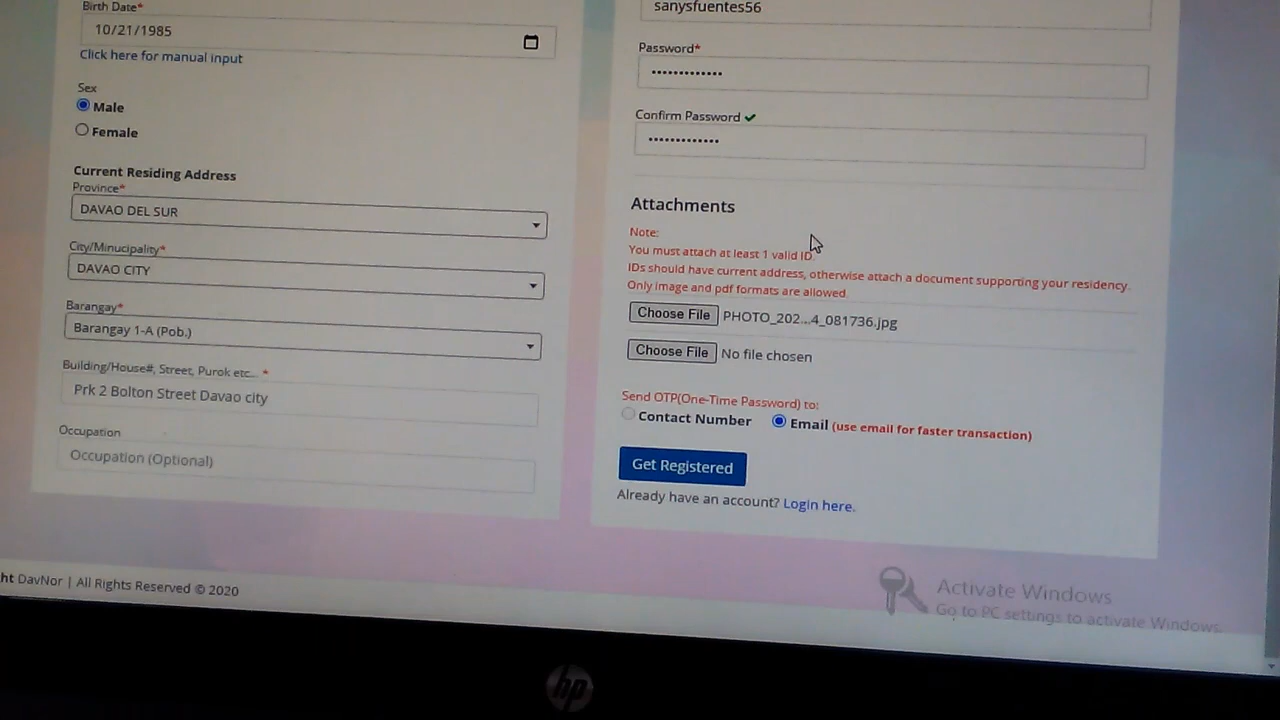 Birth Date*
10/21/1985
Click here for manual input
Sex
Male
Female
Current Residing Address
Province*
DAVAO DEL SUR
City/Minucipality*
DAVAO CITY
Barangay*
Barangay 1-A (Pob.)
Building/House#, Street, Purok etc... *
Prk 2 Bolton Street Davao city
Occupation
Occupation (Optional)
sanysfuentes56
Password*
•••••••••••••
Confirm Password ✔
•••••••••••••
Attachments
Note:
You must attach at least 1 valid ID.
IDs should have current address, otherwise attach a document supporting your residency.
Only image and pdf formats are allowed.
Choose File PHOTO_202...4_081736.jpg
Choose File No file chosen
Send OTP(One-Time Password) to:
Contact Number Email (use email for faster transaction)
Get Registered
Already have an account? Login here.
ht DavNor | All Rights Reserved © 2020
Activate Windows
Go to PC settings to activate Windows.
hp